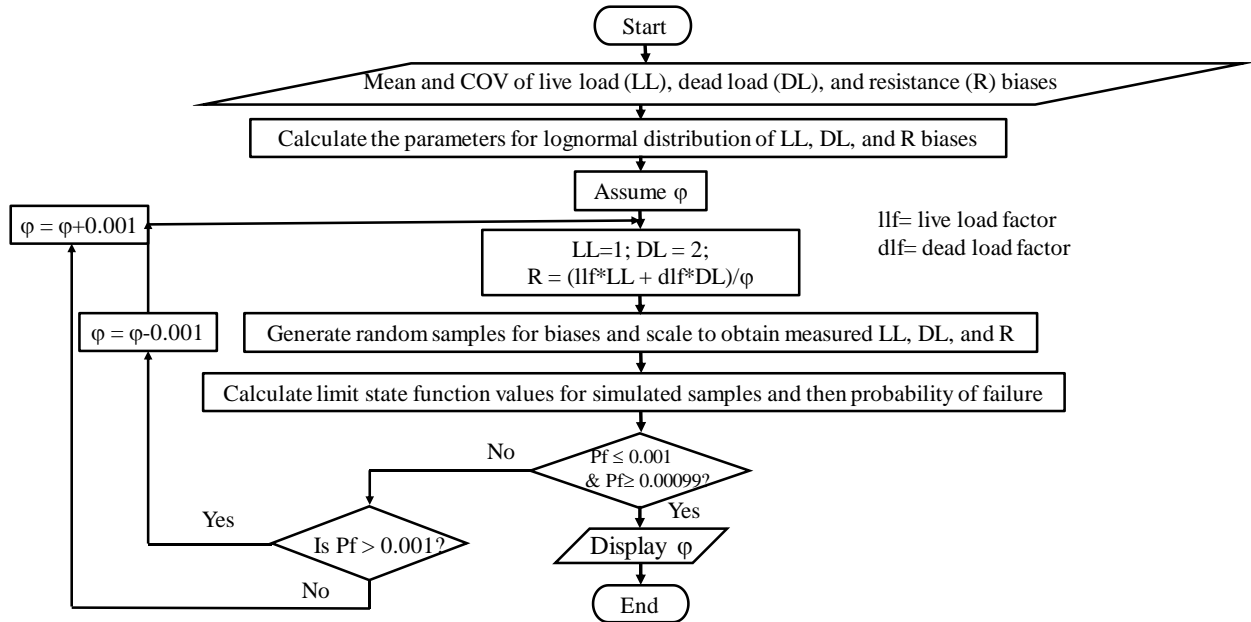 Start
Mean and COV of live load (LL), dead load (DL), and resistance (R) biases
Calculate the parameters for lognormal distribution of LL, DL, and R biases
Assume φ
φ = φ+0.001
llf= live load factor
dlf= dead load factor
LL=1; DL = 2;
R = (llf*LL + dlf*DL)/φ
φ = φ-0.001
Generate random samples for biases and scale to obtain measured LL, DL, and R
Calculate limit state function values for simulated samples and then probability of failure
No
Pf ≤ 0.001
& Pf≥ 0.00099?
Yes
Yes
Is Pf > 0.001?
Display φ
No
End